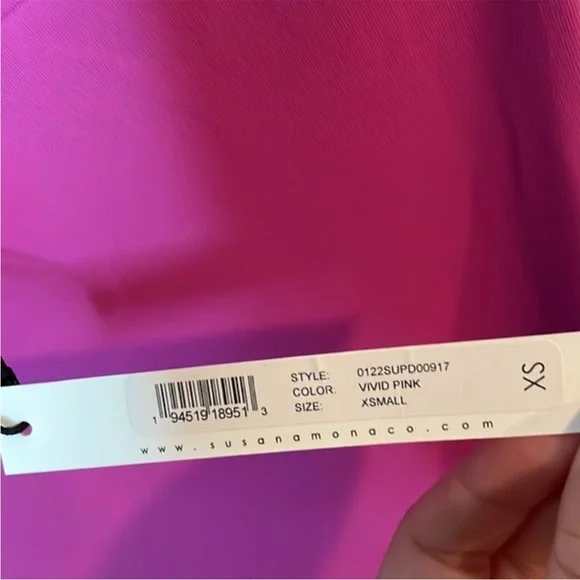 STYLE: 0122SUPD00917
COLOR: VIVID PINK
SIZE: XSMALL
XS
1 94519 18951 3
www.susanamonaco.com